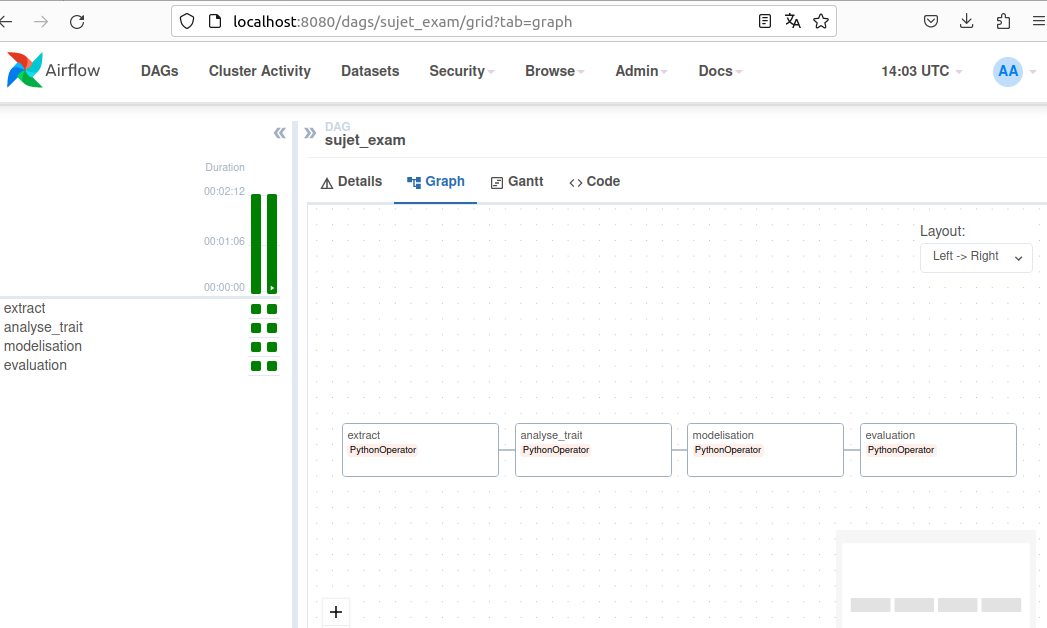 localhost:8080/dags/sujet_exam/grid?tab=graph
Airflow DAGs Cluster Activity Datasets Security Browse Admin Docs 14:03 UTC AA
« » DAG
sujet_exam
Duration
Details Graph Gantt Code
00:02:12
00:01:06
00:00:00
extract
analyse_trait
modelisation
evaluation
Layout:
Left -> Right
extract
PythonOperator
analyse_trait
PythonOperator
modelisation
PythonOperator
evaluation
PythonOperator
+